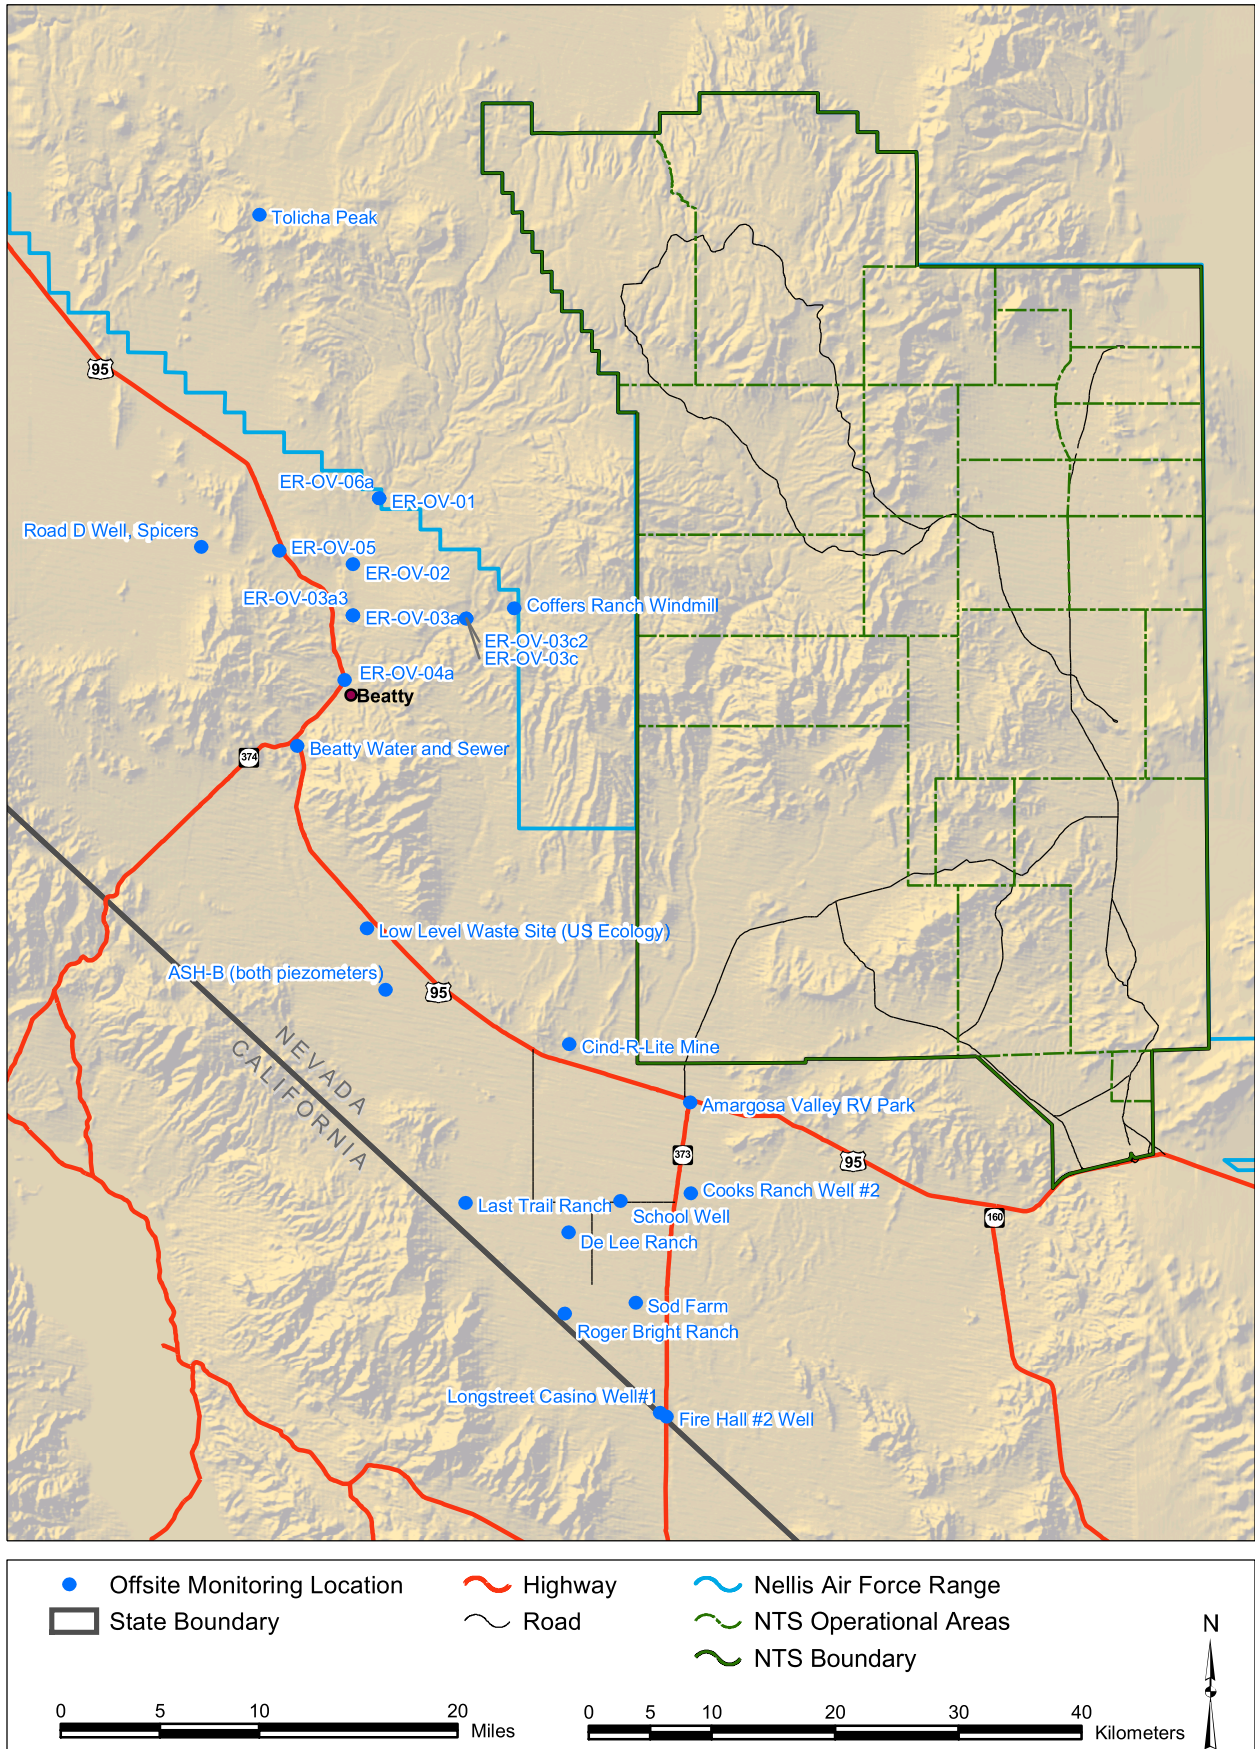 Tolicha Peak
95
ER-OV-06a
ER-OV-01
Road D Well, Spicers
ER-OV-05
ER-OV-02
ER-OV-03a3
Coffers Ranch Windmill
ER-OV-03a
ER-OV-03c2
ER-OV-03c
ER-OV-04a
Beatty
Beatty Water and Sewer
374
Low Level Waste Site (US Ecology)
ASH-B (both piezometers)
95
NEVADA
CALIFORNIA
Cind-R-Lite Mine
Amargosa Valley RV Park
373
95
Cooks Ranch Well #2
Last Trail Ranch
School Well
160
De Lee Ranch
Sod Farm
Roger Bright Ranch
Longstreet Casino Well#1
Fire Hall #2 Well
Offsite Monitoring Location
Highway
Nellis Air Force Range
State Boundary
Road
NTS Operational Areas
NTS Boundary
N
0 5 10 20
Miles
0 5 10 20 30 40
Kilometers